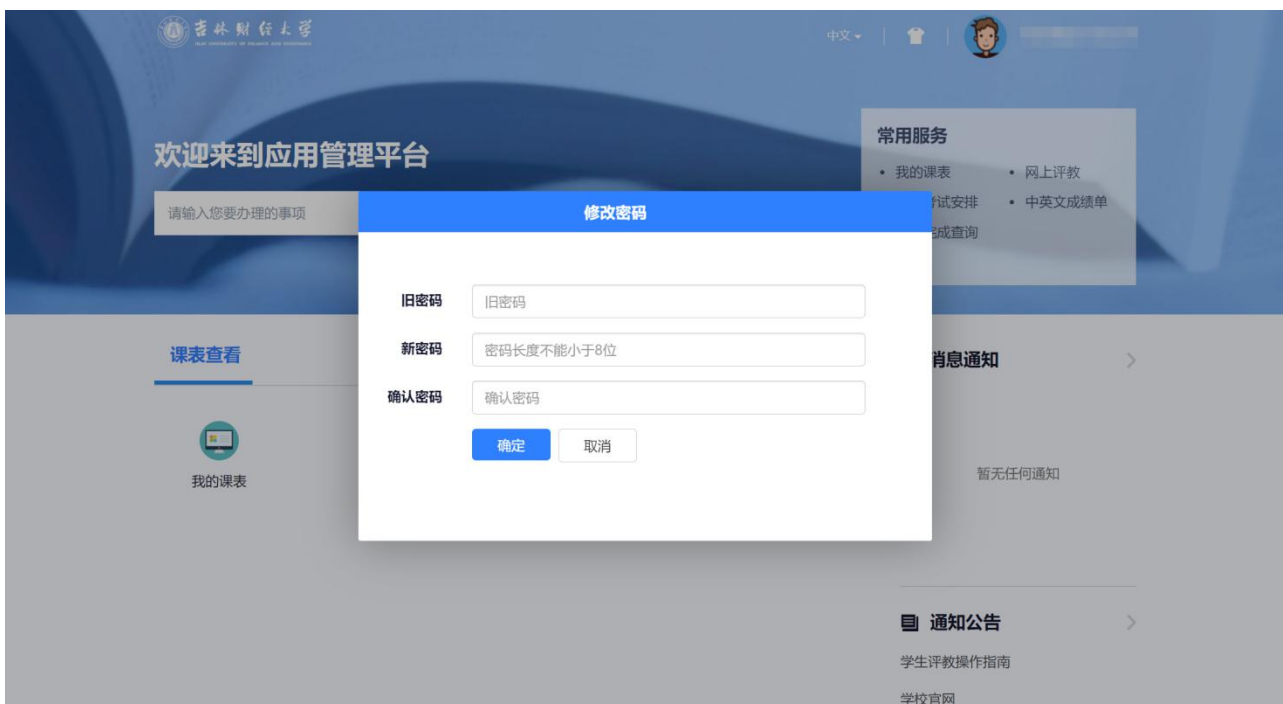 吉林财经大学
JILIN UNIVERSITY OF FINANCE AND ECONOMICS
中文
欢迎来到应用管理平台
请输入您要办理的事项
常用服务
• 我的课表
• 网上评教
试安排
• 中英文成绩单
成查询
修改密码
旧密码
旧密码
新密码
密码长度不能小于8位
确认密码
确认密码
确定
取消
课表查看
我的课表
消息通知
暂无任何通知
通知公告
学生评教操作指南
学校官网